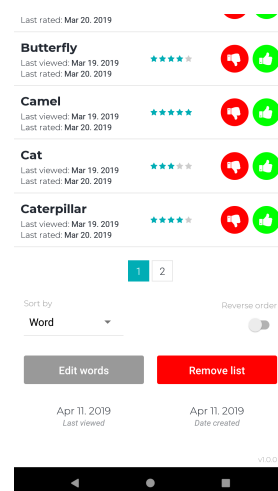 Last rated: Mar 20. 2019
Butterfly
Last viewed: Mar 19. 2019
Last rated: Mar 20. 2019
Camel
Last viewed: Mar 19. 2019
Last rated: Mar 20. 2019
Cat
Last viewed: Mar 19. 2019
Last rated: Mar 20. 2019
Caterpillar
Last viewed: Mar 19. 2019
Last rated: Mar 20. 2019
1 2
Sort by
Reverse order
Word
Edit words
Remove list
Apr 11. 2019
Last viewed
Apr 11. 2019
Date created
v1.0.0